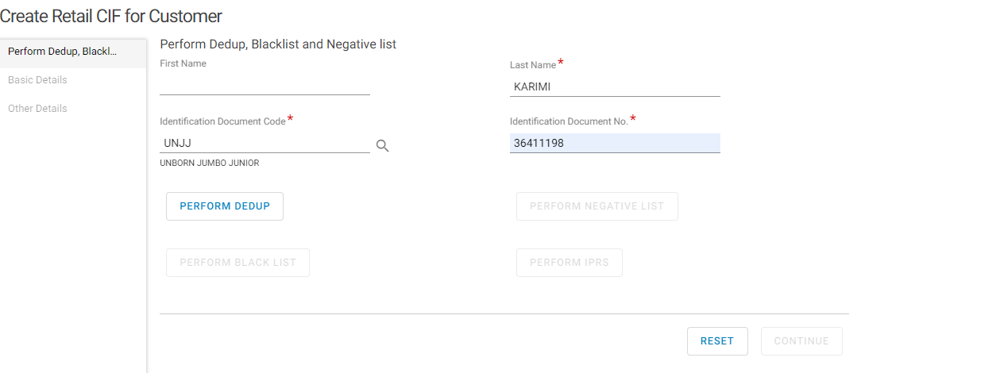 Create Retail CIF for Customer
Perform Dedup, Blackl...
Basic Details
Other Details
Perform Dedup, Blacklist and Negative list
First Name
Last Name*
KARIMI
Identification Document Code*
UNJJ
UNBORN JUMBO JUNIOR
Identification Document No.*
36411198
PERFORM DEDUP
PERFORM NEGATIVE LIST
PERFORM BLACK LIST
PERFORM IPRS
RESET
CONTINUE